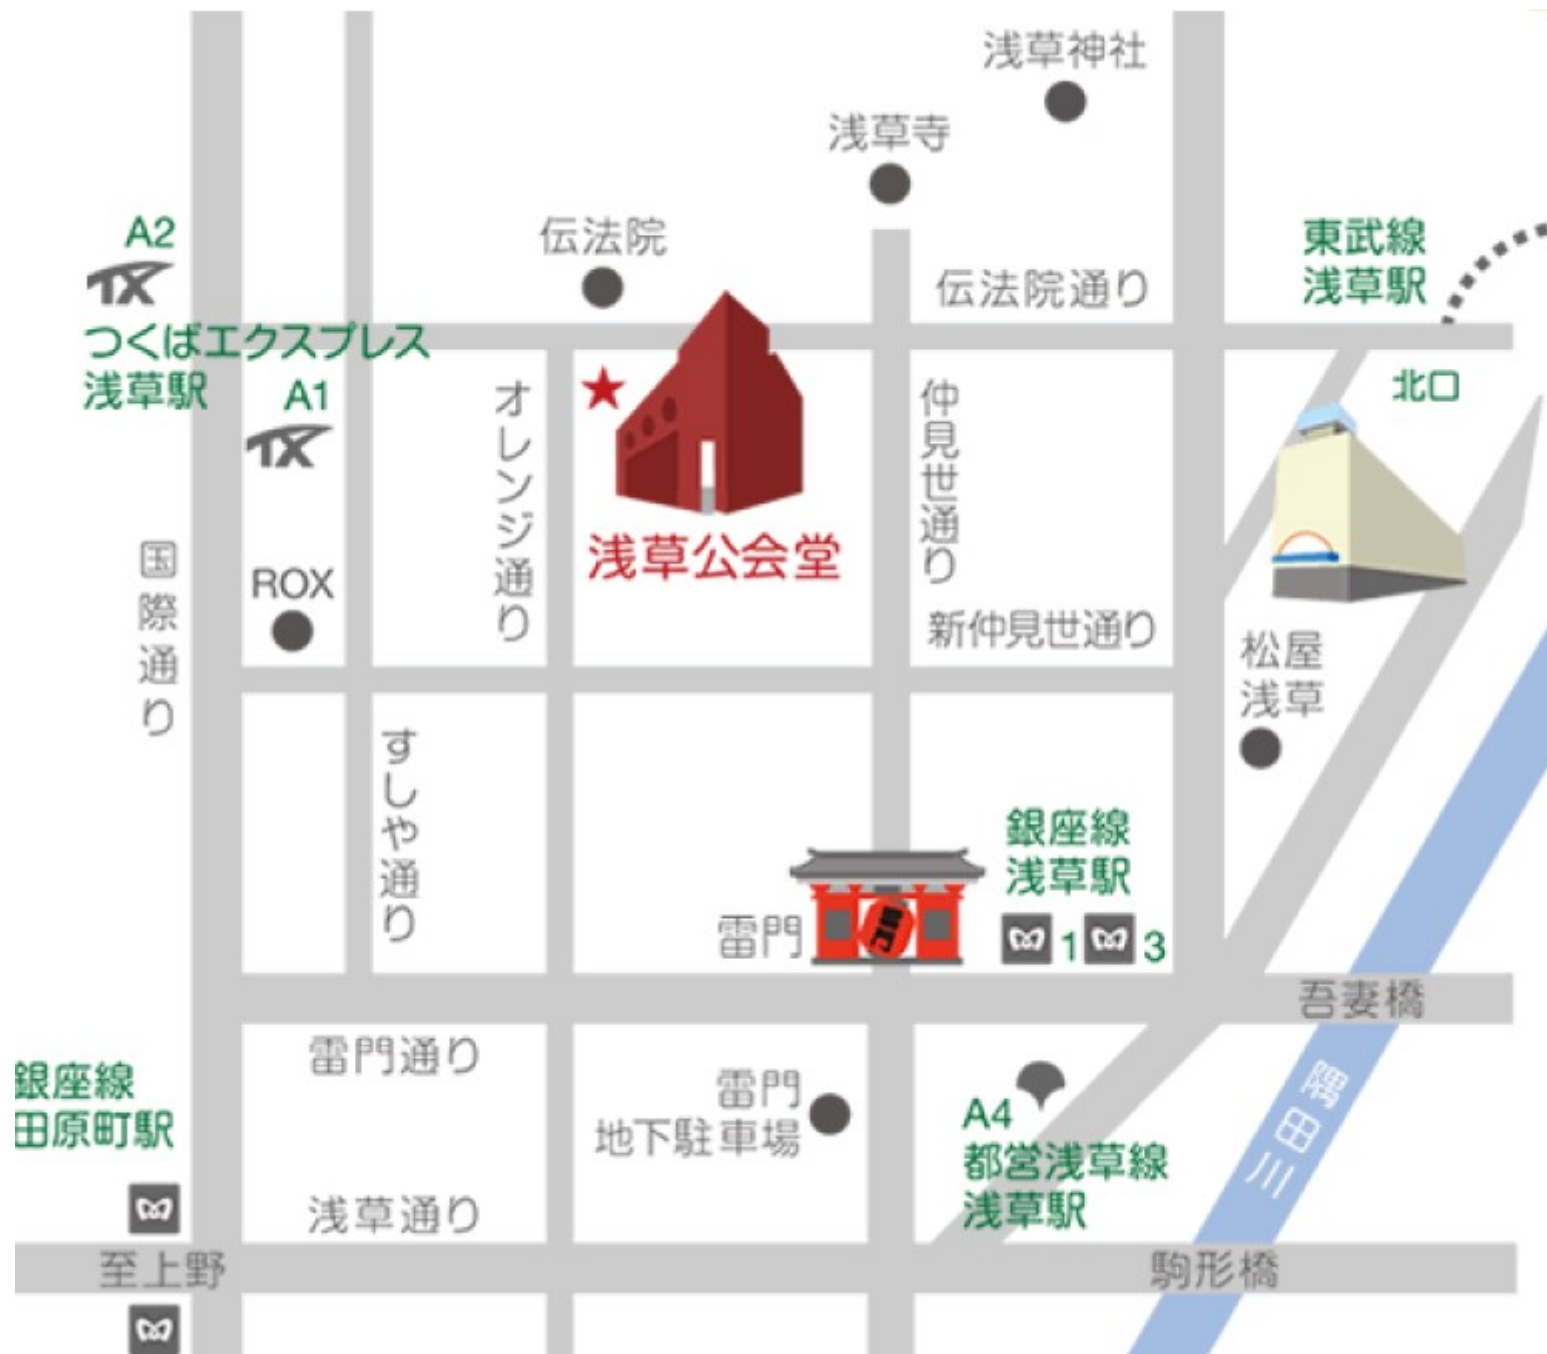 浅草神社
浅草寺
伝法院
A2
TX
つくばエクスプレス
浅草駅
A1
TX
伝法院通り
東武線
浅草駅
北口
オレンジ通り
浅草公会堂
仲見世通り
国際通り
ROX
新仲見世通り
松屋
浅草
すしや通り
銀座線
浅草駅
1
3
雷門
吾妻橋
雷門通り
雷門
地下駐車場
A4
都営浅草線
浅草駅
隅田川
銀座線
田原町駅
浅草通り
至上野
駒形橋